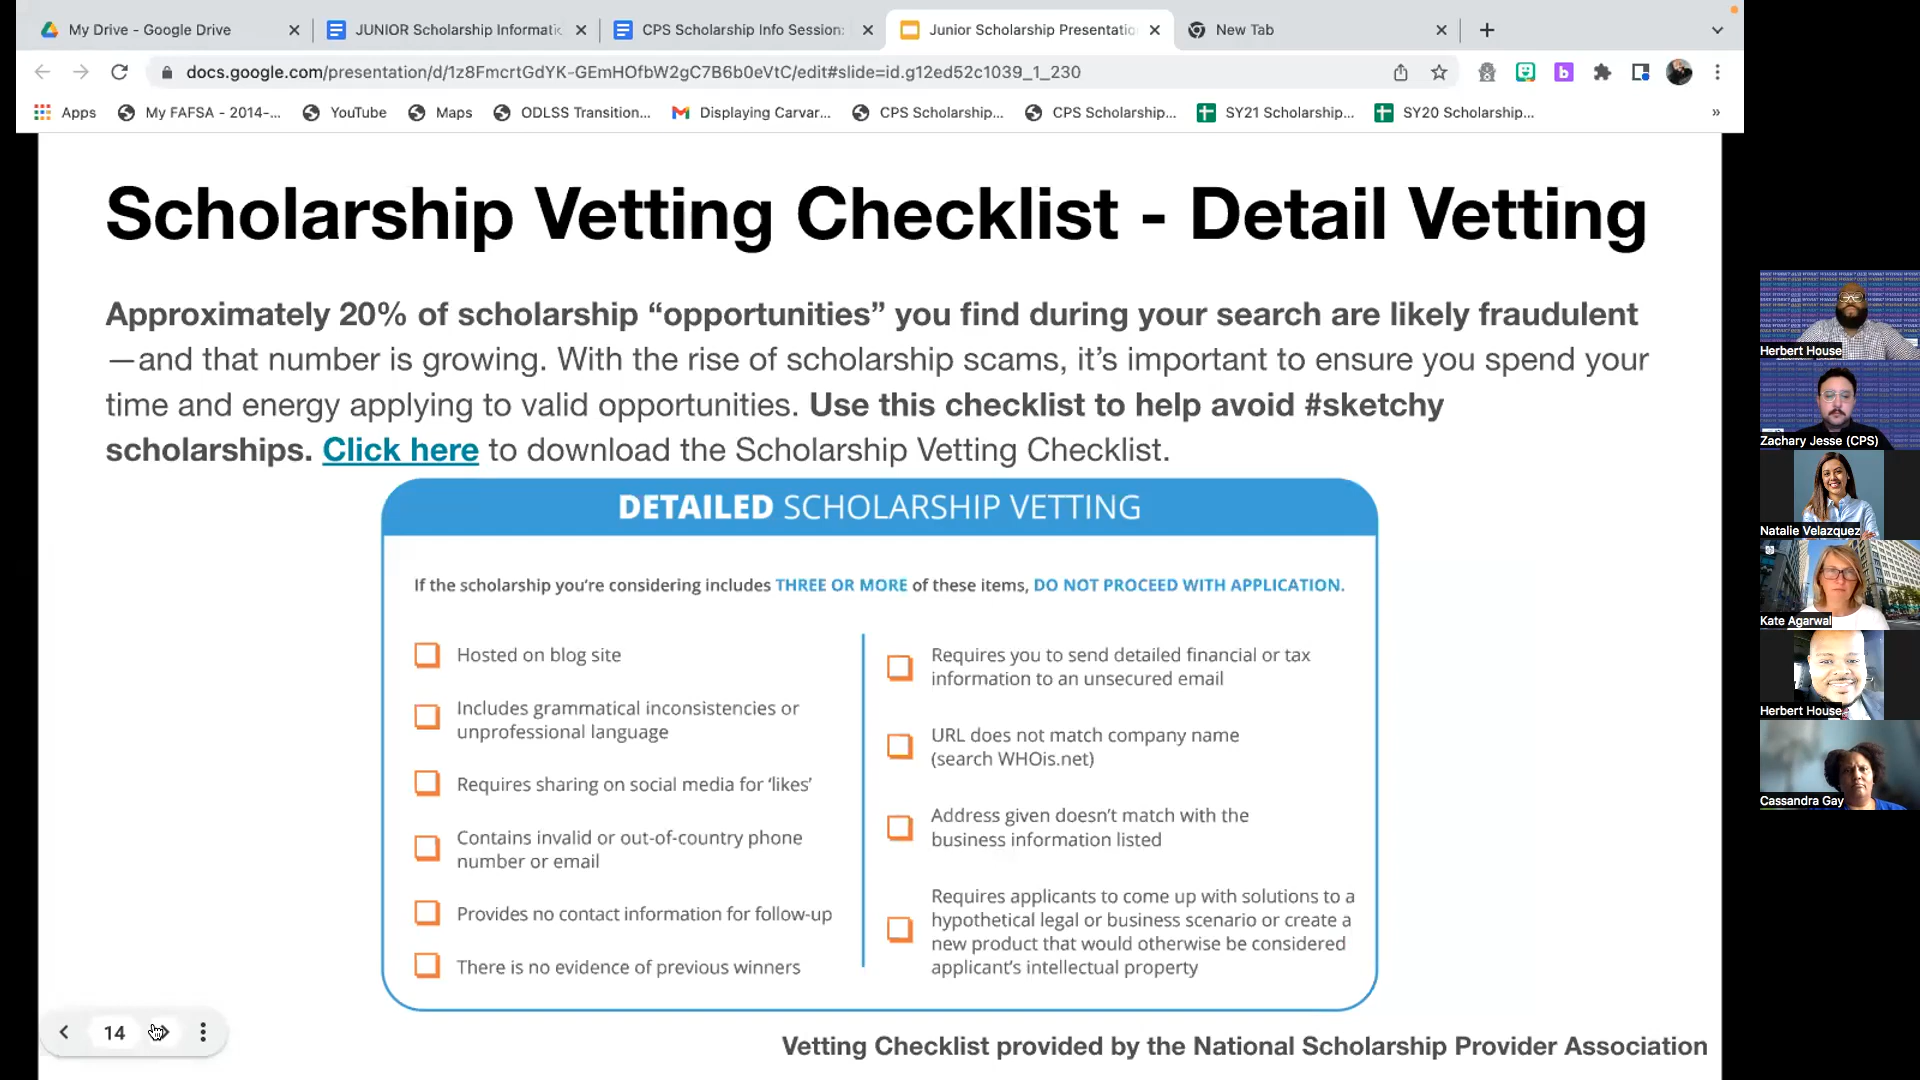 My Drive - Google Drive
JUNIOR Scholarship Informati
CPS Scholarship Info Session:
Junior Scholarship Presentatio
New Tab
docs.google.com/presentation/d/1z8FmcrtGdYK-GEmHOfbW2gC7B6b0eVtC/edit#slide=id.g12ed52c1039_1_230
Apps
My FAFSA - 2014-...
YouTube
Maps
ODLSS Transition...
Displaying Carvar...
CPS Scholarship...
CPS Scholarship...
SY21 Scholarship...
SY20 Scholarship...
»
Scholarship Vetting Checklist - Detail Vetting
Approximately 20% of scholarship “opportunities” you find during your search are likely fraudulent
—and that number is growing. With the rise of scholarship scams, it’s important to ensure you spend your
time and energy applying to valid opportunities. Use this checklist to help avoid #sketchy
scholarships. Click here to download the Scholarship Vetting Checklist.
DETAILED SCHOLARSHIP VETTING
If the scholarship you’re considering includes THREE OR MORE of these items, DO NOT PROCEED WITH APPLICATION.
Hosted on blog site
Includes grammatical inconsistencies or
unprofessional language
Requires sharing on social media for ‘likes’
Contains invalid or out-of-country phone
number or email
Provides no contact information for follow-up
There is no evidence of previous winners
Requires you to send detailed financial or tax
information to an unsecured email
URL does not match company name
(search WHOis.net)
Address given doesn’t match with the
business information listed
Requires applicants to come up with solutions to a
hypothetical legal or business scenario or create a
new product that would otherwise be considered
applicant’s intellectual property
14
Vetting Checklist provided by the National Scholarship Provider Association
Herbert House
Zachary Jesse (CPS)
Natalie Velazquez
Kate Agarwal
Herbert House
Cassandra Gay